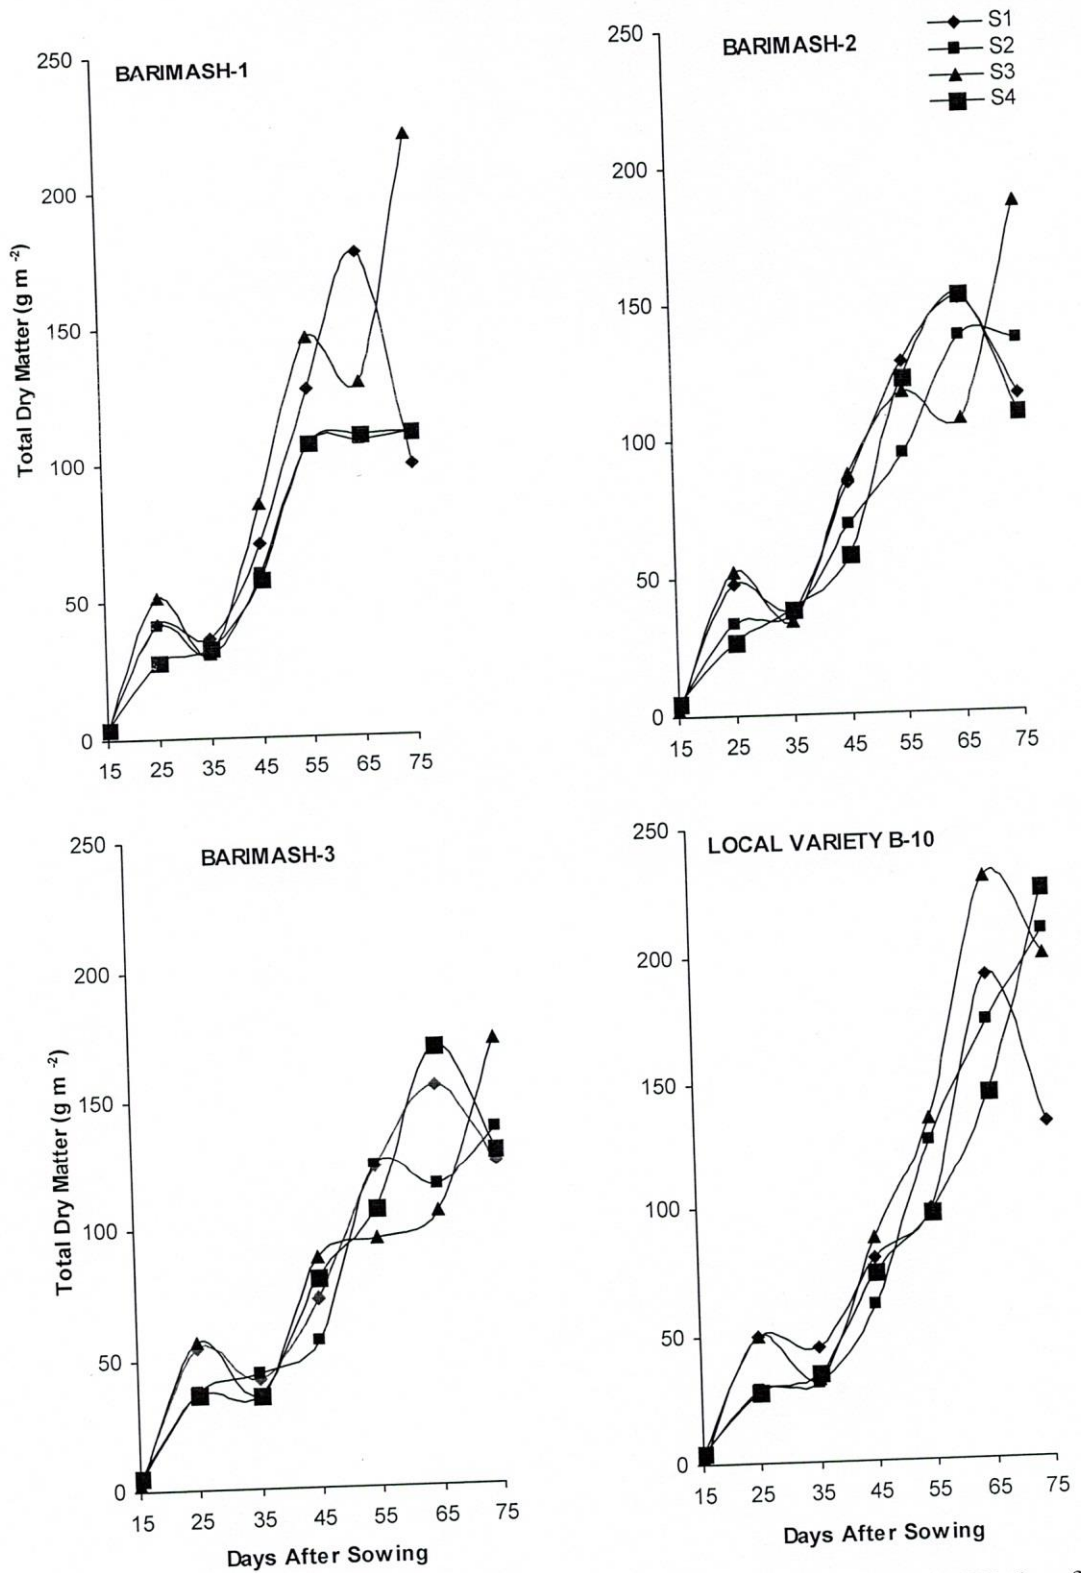 BARIMASH-1
250
200
150
100
50
0
15 25 35 45 55 65 75
Total Dry Matter (g m -2)
BARIMASH-2
S1
S2
S3
S4
250
200
150
100
50
0
15 25 35 45 55 65 75
BARIMASH-3
250
200
150
100
50
0
15 25 35 45 55 65 75
Total Dry Matter (g m -2)
Days After Sowing
LOCAL VARIETY B-10
250
200
150
100
50
0
15 25 35 45 55 65 75
Days After Sowing